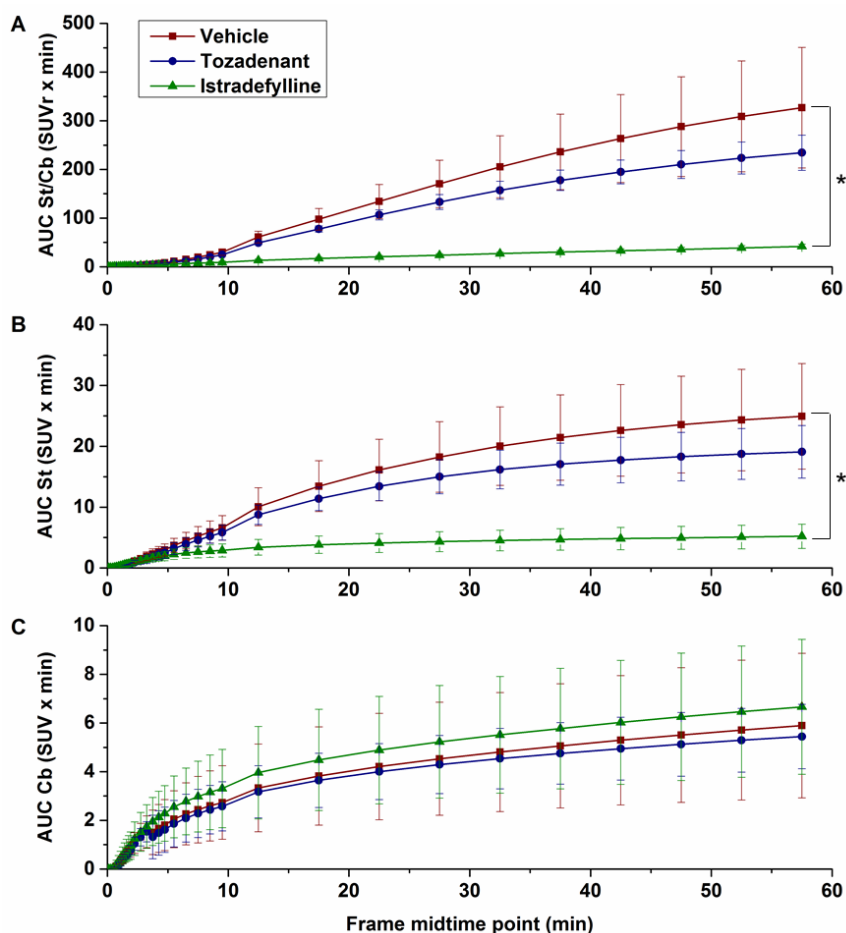 A
Vehicle
Tozadenant
Istradefylline
AUC St/Cb (SUVr x min)
500
400
300
200
100
0
*
0 10 20 30 40 50 60
B
AUC St (SUV x min)
40
30
20
10
0
*
0 10 20 30 40 50 60
C
AUC Cb (SUV x min)
10
8
6
4
2
0
0 10 20 30 40 50 60
Frame midtime point (min)